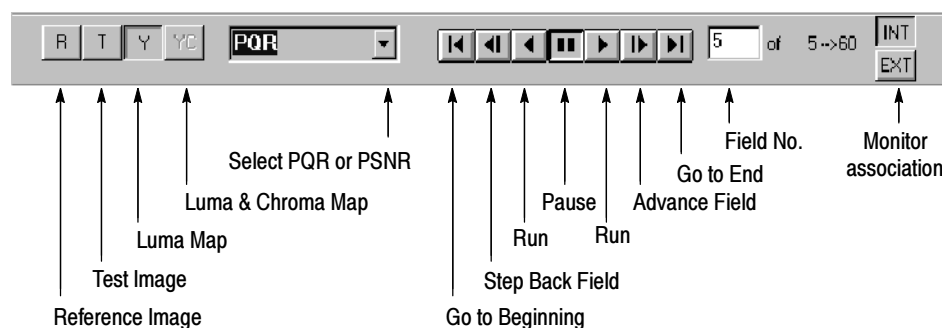 R T Y YC PQR 5 of 5-->60 INT
EXT
Field No. Monitor
Select PQR or PSNR Go to End association
Luma & Chroma Map Pause Advance Field
Luma Map Run Run
Test Image Step Back Field
Reference Image Go to Beginning